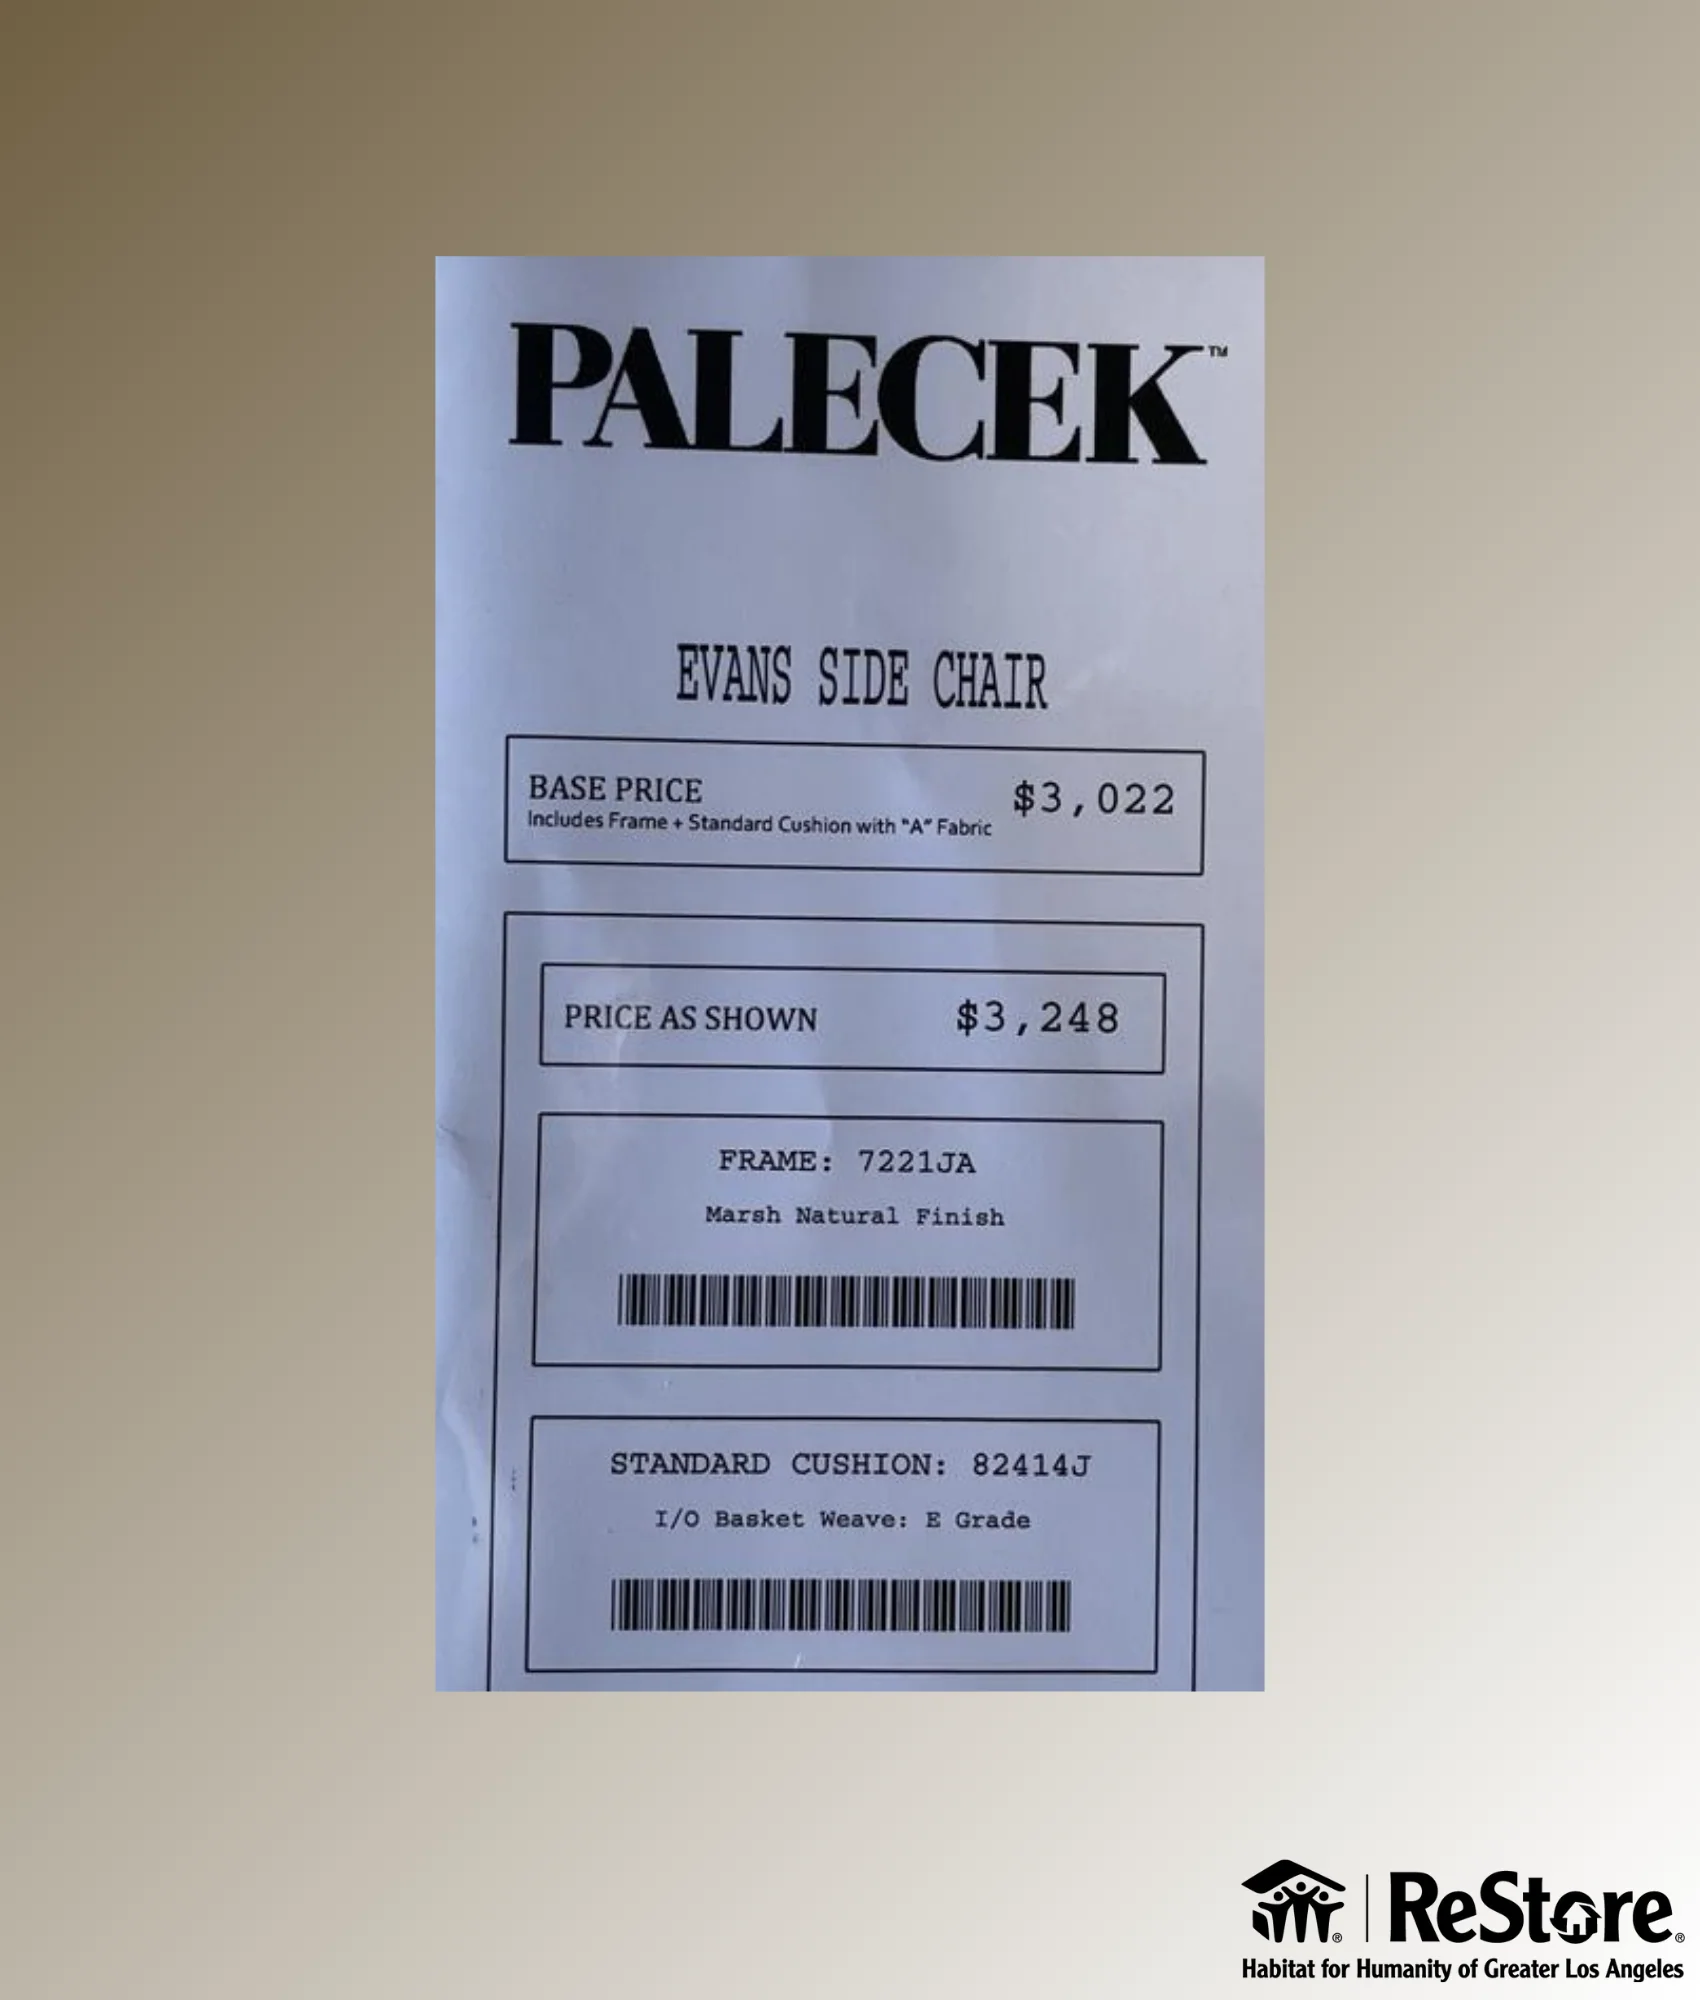 PALECEK™
EVANS SIDE CHAIR
BASE PRICE $3,022
Includes Frame + Standard Cushion with "A" Fabric
PRICE AS SHOWN $3,248
FRAME: 7221JA
Marsh Natural Finish
STANDARD CUSHION: 82414J
I/O Basket Weave: E Grade
ReStore®
Habitat for Humanity of Greater Los Angeles